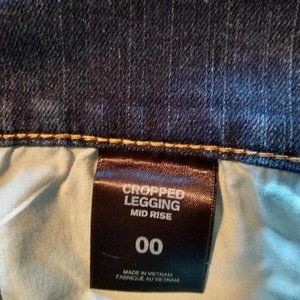 CROPPED
LEGGING
MID RISE
00
MADE IN VIETNAM
FABRIQUÉ AU VIETNAM